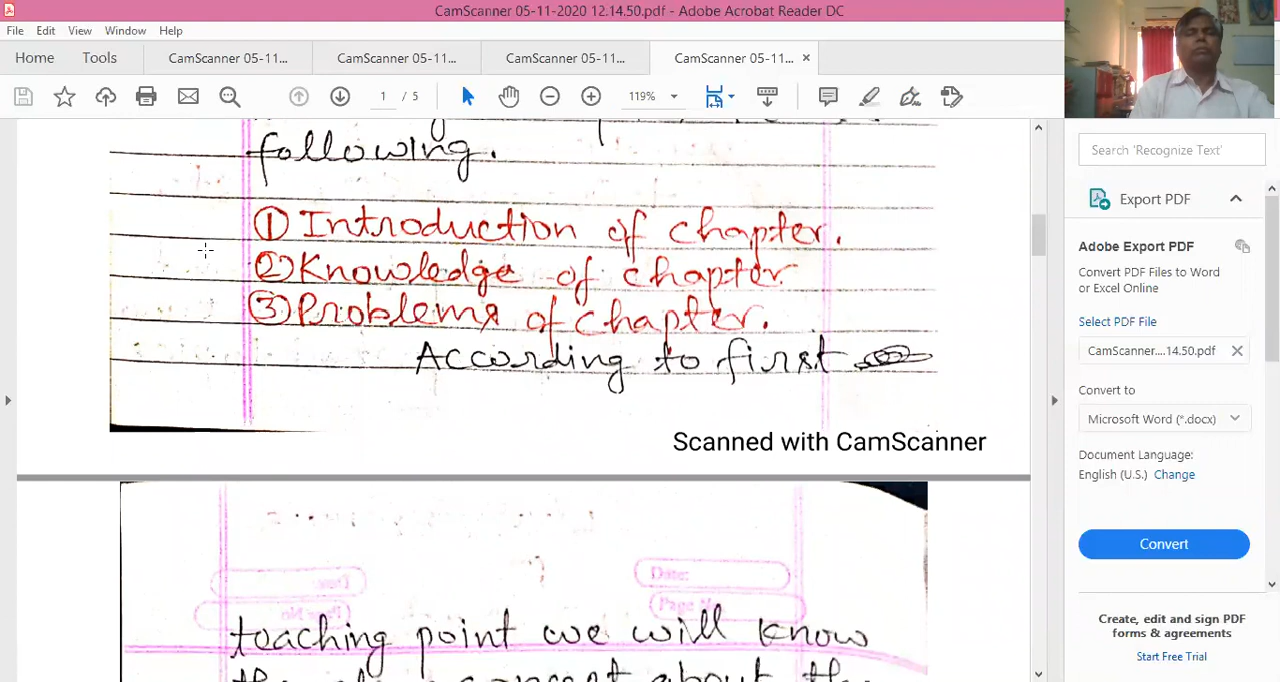 CamScanner 05-11-2020 12.14.50.pdf - Adobe Acrobat Reader DC
File Edit View Window Help
Home Tools CamScanner 05-11... CamScanner 05-11... CamScanner 05-11... CamScanner 05-11... ×
1 / 5 119%
following.
① Introduction of chapter.
② Knowledge of chapter
③ Problems of chapter.
According to first
Scanned with CamScanner
Date:
teaching point we will know
concept about the
Search 'Recognize Text'
Export PDF
Adobe Export PDF
Convert PDF Files to Word
or Excel Online
Select PDF File
CamScanner....14.50.pdf
Convert to
Microsoft Word (*.docx)
Document Language:
English (U.S.) Change
Convert
Create, edit and sign PDF
forms & agreements
Start Free Trial